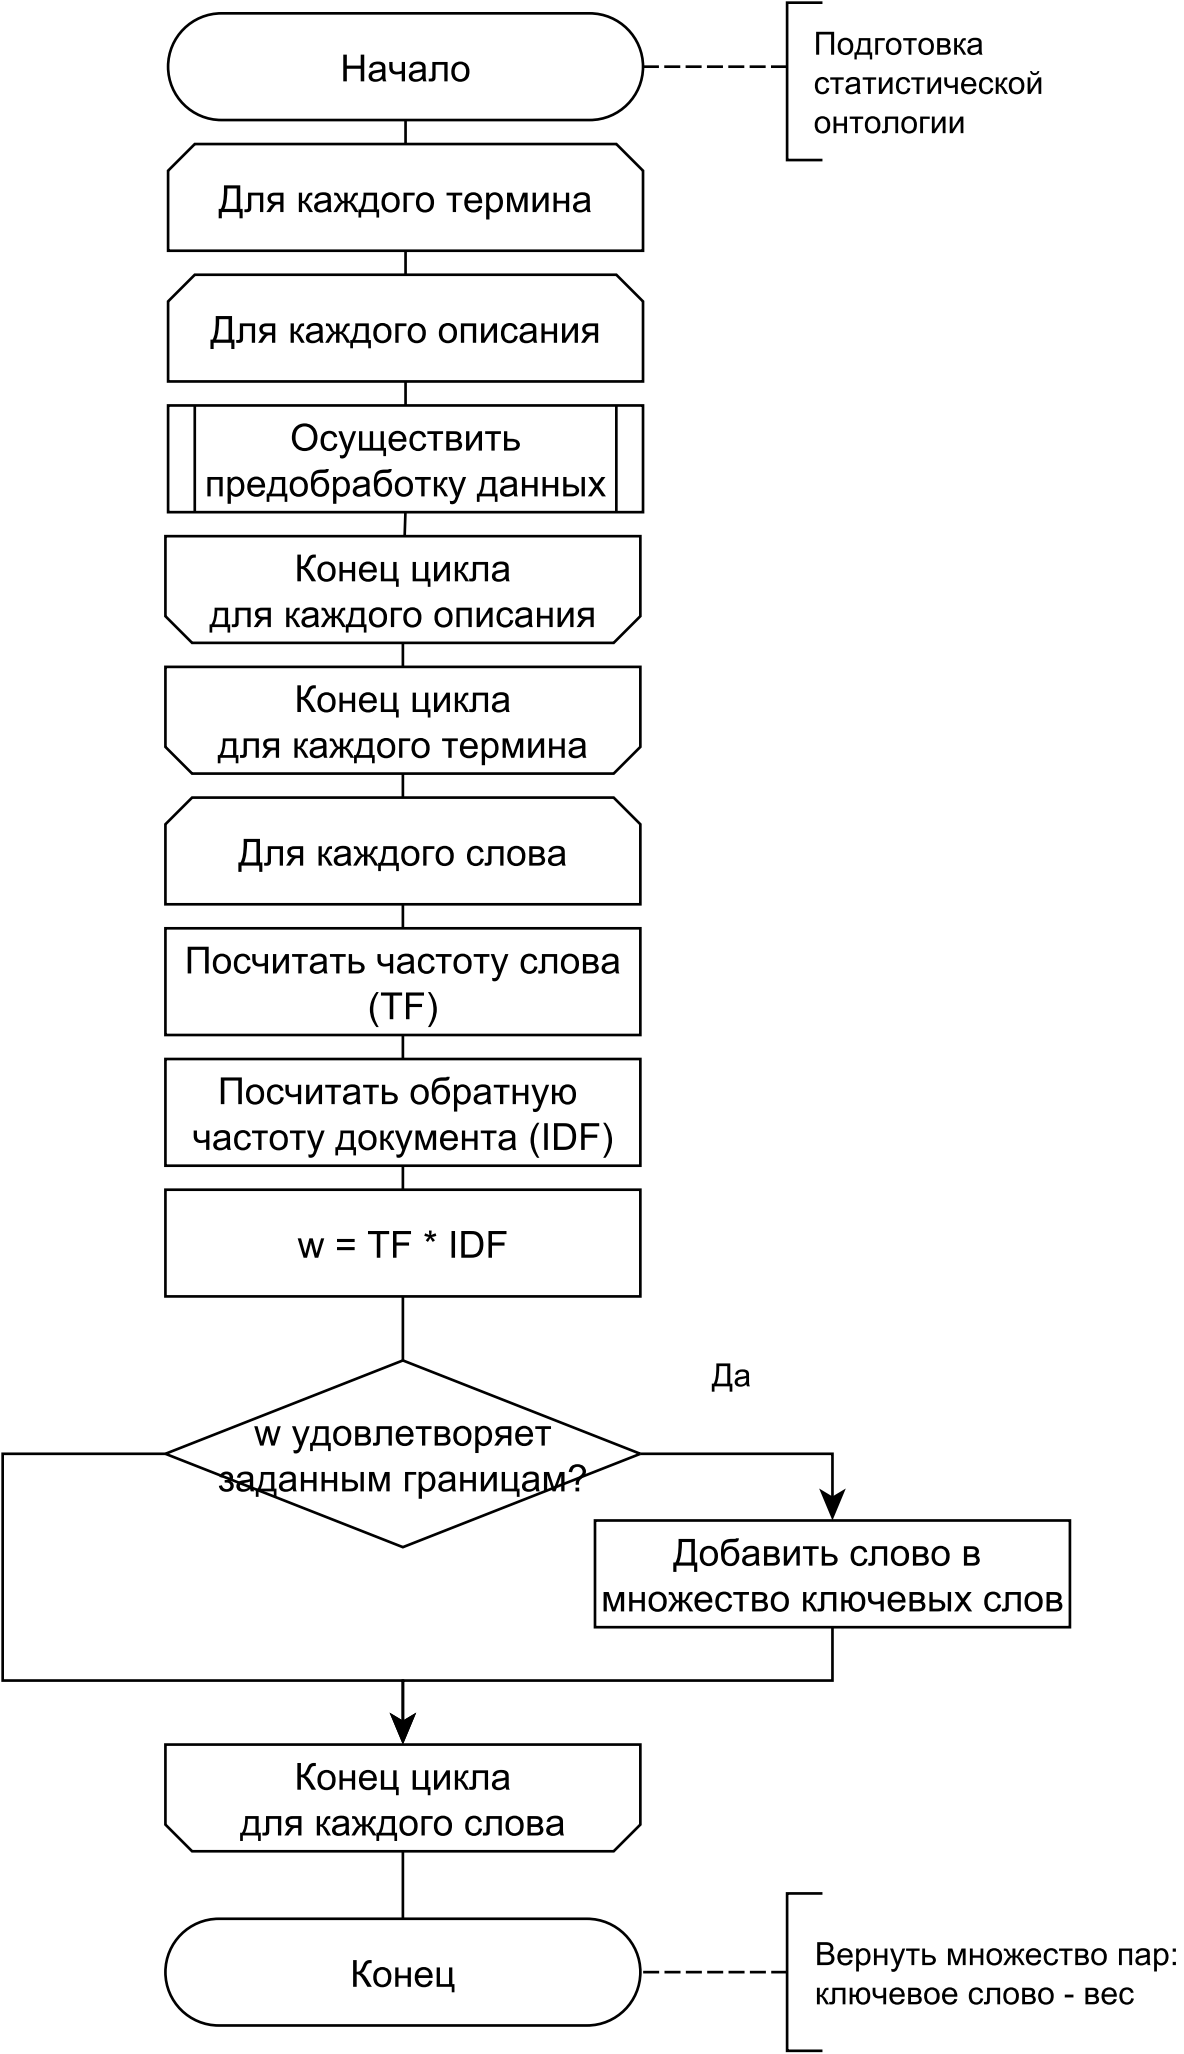 Начало
Подготовка
статистической
онтологии
Для каждого термина
Для каждого описания
Осуществить
предобработку данных
Конец цикла
для каждого описания
Конец цикла
для каждого термина
Для каждого слова
Посчитать частоту слова
(TF)
Посчитать обратную
частоту документа (IDF)
w = TF * IDF
Да
w удовлетворяет
заданным границам?
Добавить слово в
множество ключевых слов
Конец цикла
для каждого слова
Конец
Вернуть множество пар:
ключевое слово - вес